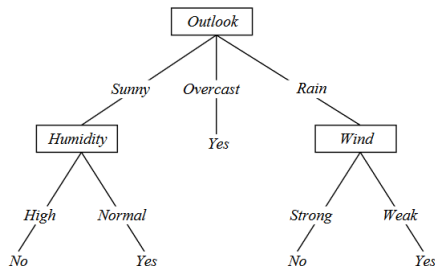 Outlook
Sunny Overcast Rain
Humidity Yes Wind
High Normal Strong Weak
No Yes No Yes